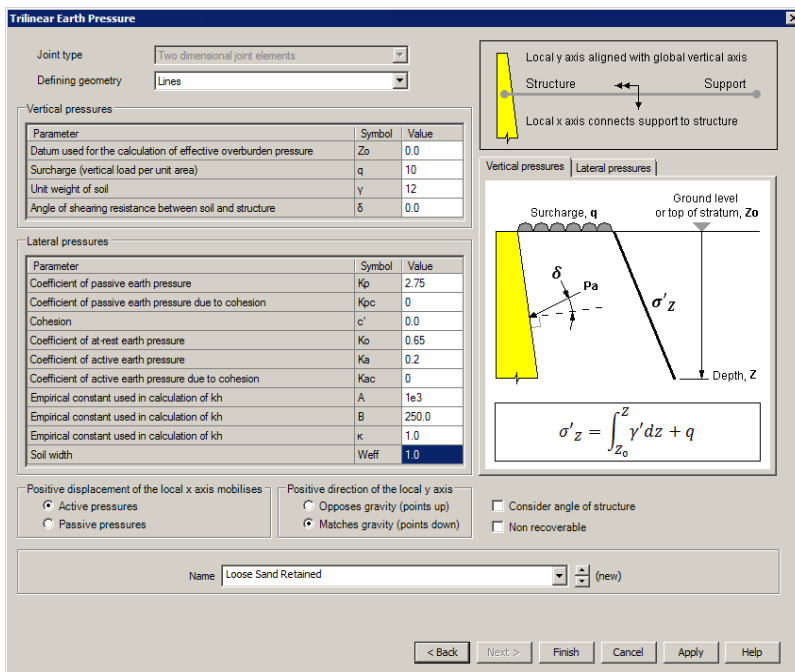 Trilinear Earth Pressure
Joint type
Two dimensional joint elements
Defining geometry
Lines
Local y axis aligned with global vertical axis
Structure
Support
Local x axis connects support to structure
Vertical pressures
Parameter Symbol Value
Datum used for the calculation of effective overburden pressure Zo 0.0
Surcharge (vertical load per unit area) q 10
Unit weight of soil γ 12
Angle of shearing resistance between soil and structure δ 0.0
Lateral pressures
Parameter Symbol Value
Coefficient of passive earth pressure Kp 2.75
Coefficient of passive earth pressure due to cohesion Kpc 0
Cohesion c' 0.0
Coefficient of at-rest earth pressure Ko 0.65
Coefficient of active earth pressure Ka 0.2
Coefficient of active earth pressure due to cohesion Kac 0
Empirical constant used in calculation of kh A 1e3
Empirical constant used in calculation of kh B 250.0
Empirical constant used in calculation of kh κ 1.0
Soil width Weff 1.0
Vertical pressures
Lateral pressures
Ground level
or top of stratum, Zo
Surcharge, q
δ
Pa
σ'z
Depth, Z
σ'z = ∫ZoZ γ'dz + q
Positive displacement of the local x axis mobilises
Active pressures
Passive pressures
Positive direction of the local y axis
Opposes gravity (points up)
Matches gravity (points down)
Consider angle of structure
Non recoverable
Name
Loose Sand Retained
(new)
< Back
Next >
Finish
Cancel
Apply
Help